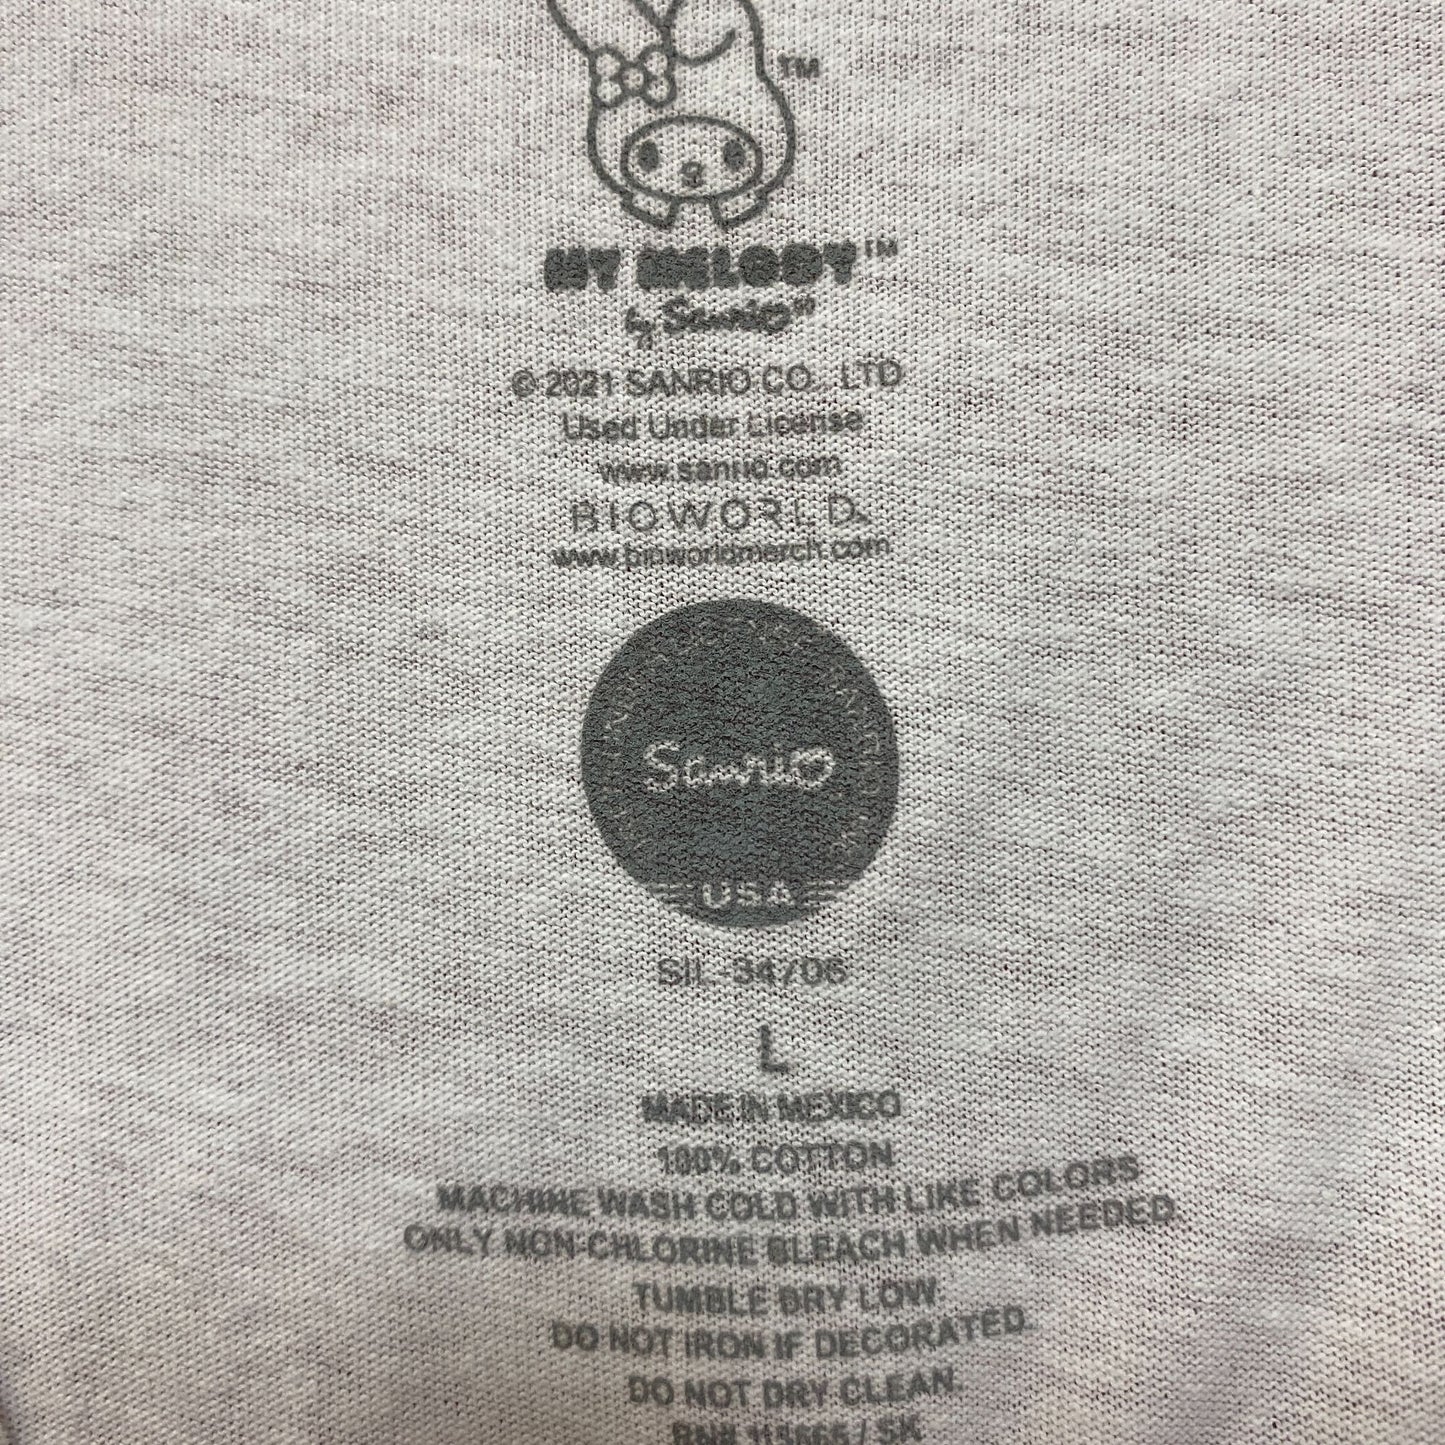 TM
MY MELODY™
by Sanrio
© 2021 SANRIO CO., LTD
Used Under License
www.sanrio.com
BIOWORLD
www.bioworldmerch.com
Sanrio
USA
SIL-34/06
L
MADE IN MEXICO
100% COTTON
MACHINE WASH COLD WITH LIKE COLORS
ONLY NON-CHLORINE BLEACH WHEN NEEDED.
TUMBLE DRY LOW.
DO NOT IRON IF DECORATED.
DO NOT DRY CLEAN.
/ SK